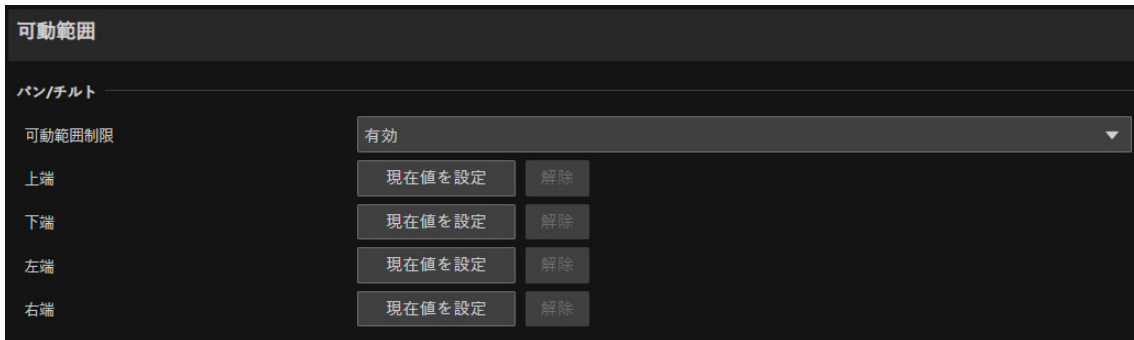 可動範囲
パン/チルト
可動範囲制限 有効
上端 現在値を設定 解除
下端 現在値を設定 解除
左端 現在値を設定 解除
右端 現在値を設定 解除